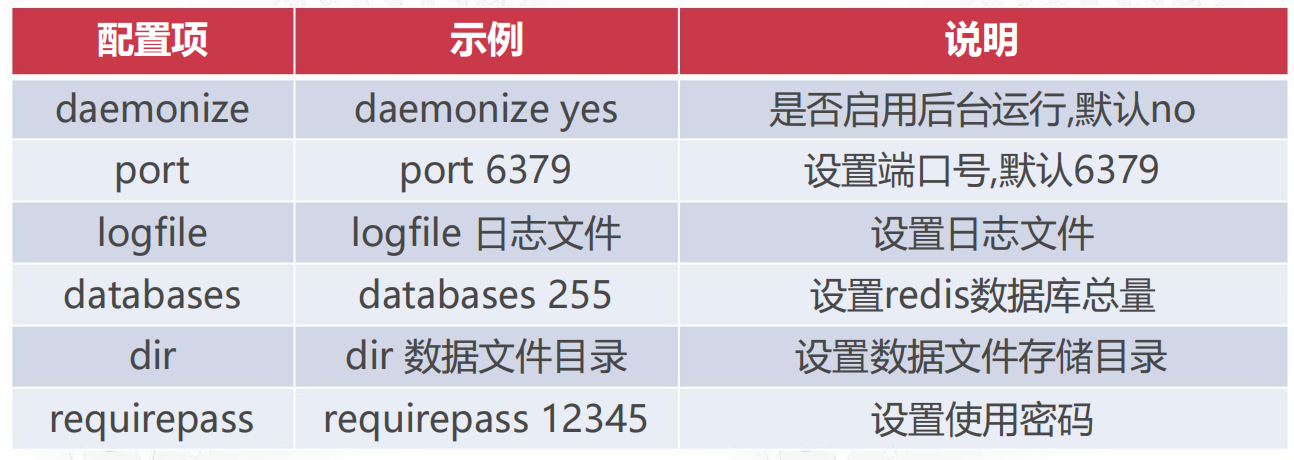 配置项 示例 说明
daemonize daemonize yes 是否启用后台运行,默认no
port port 6379 设置端口号,默认6379
logfile logfile 日志文件 设置日志文件
databases databases 255 设置redis数据库总量
dir dir 数据文件目录 设置数据文件存储目录
requirepass requirepass 12345 设置使用密码